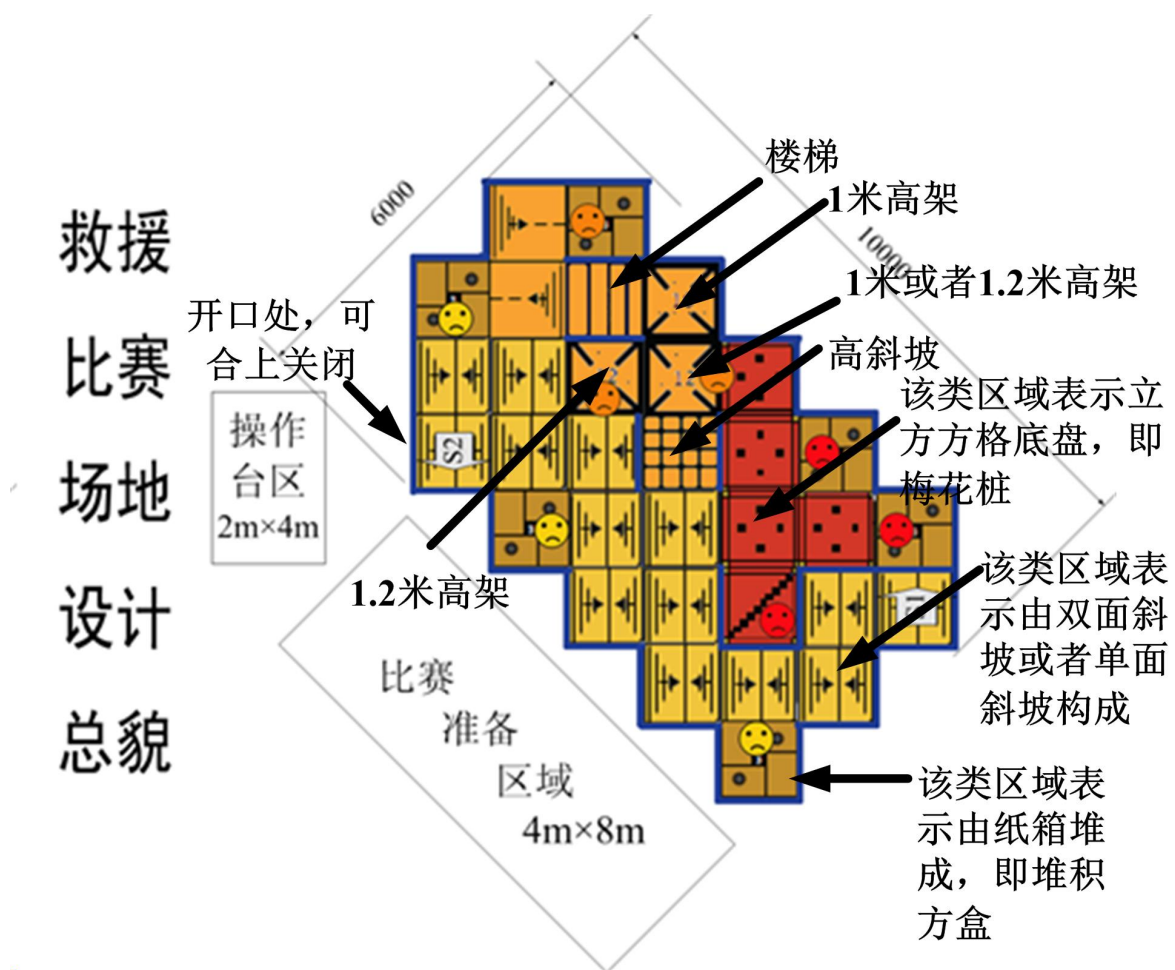 救援
比赛
场地
设计
总貌
6000
10000
楼梯
1米高架
1米或者1.2米高架
高斜坡
开口处，可
合上关闭
操作
台区
2m×4m
S2
该类区域表示立
方方格底盘，即
梅花桩
1.2米高架
该类区域表
示由双面斜
坡或者单面
斜坡构成
比赛
准备
区域
4m×8m
该类区域表
示由纸箱堆
成，即堆积
方盒